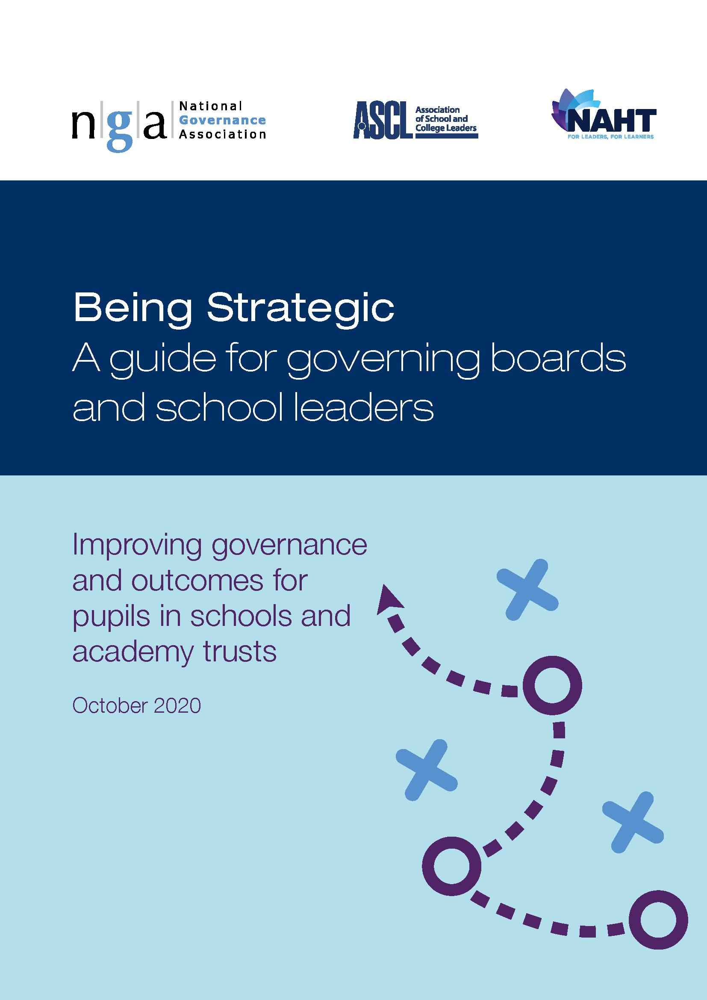 nga
National
Governance
Association
ASCL
Association
of School and
College Leaders
NAHT
FOR LEADERS, FOR LEARNERS
Being Strategic
A guide for governing boards
and school leaders
Improving governance
and outcomes for
pupils in schools and
academy trusts
October 2020